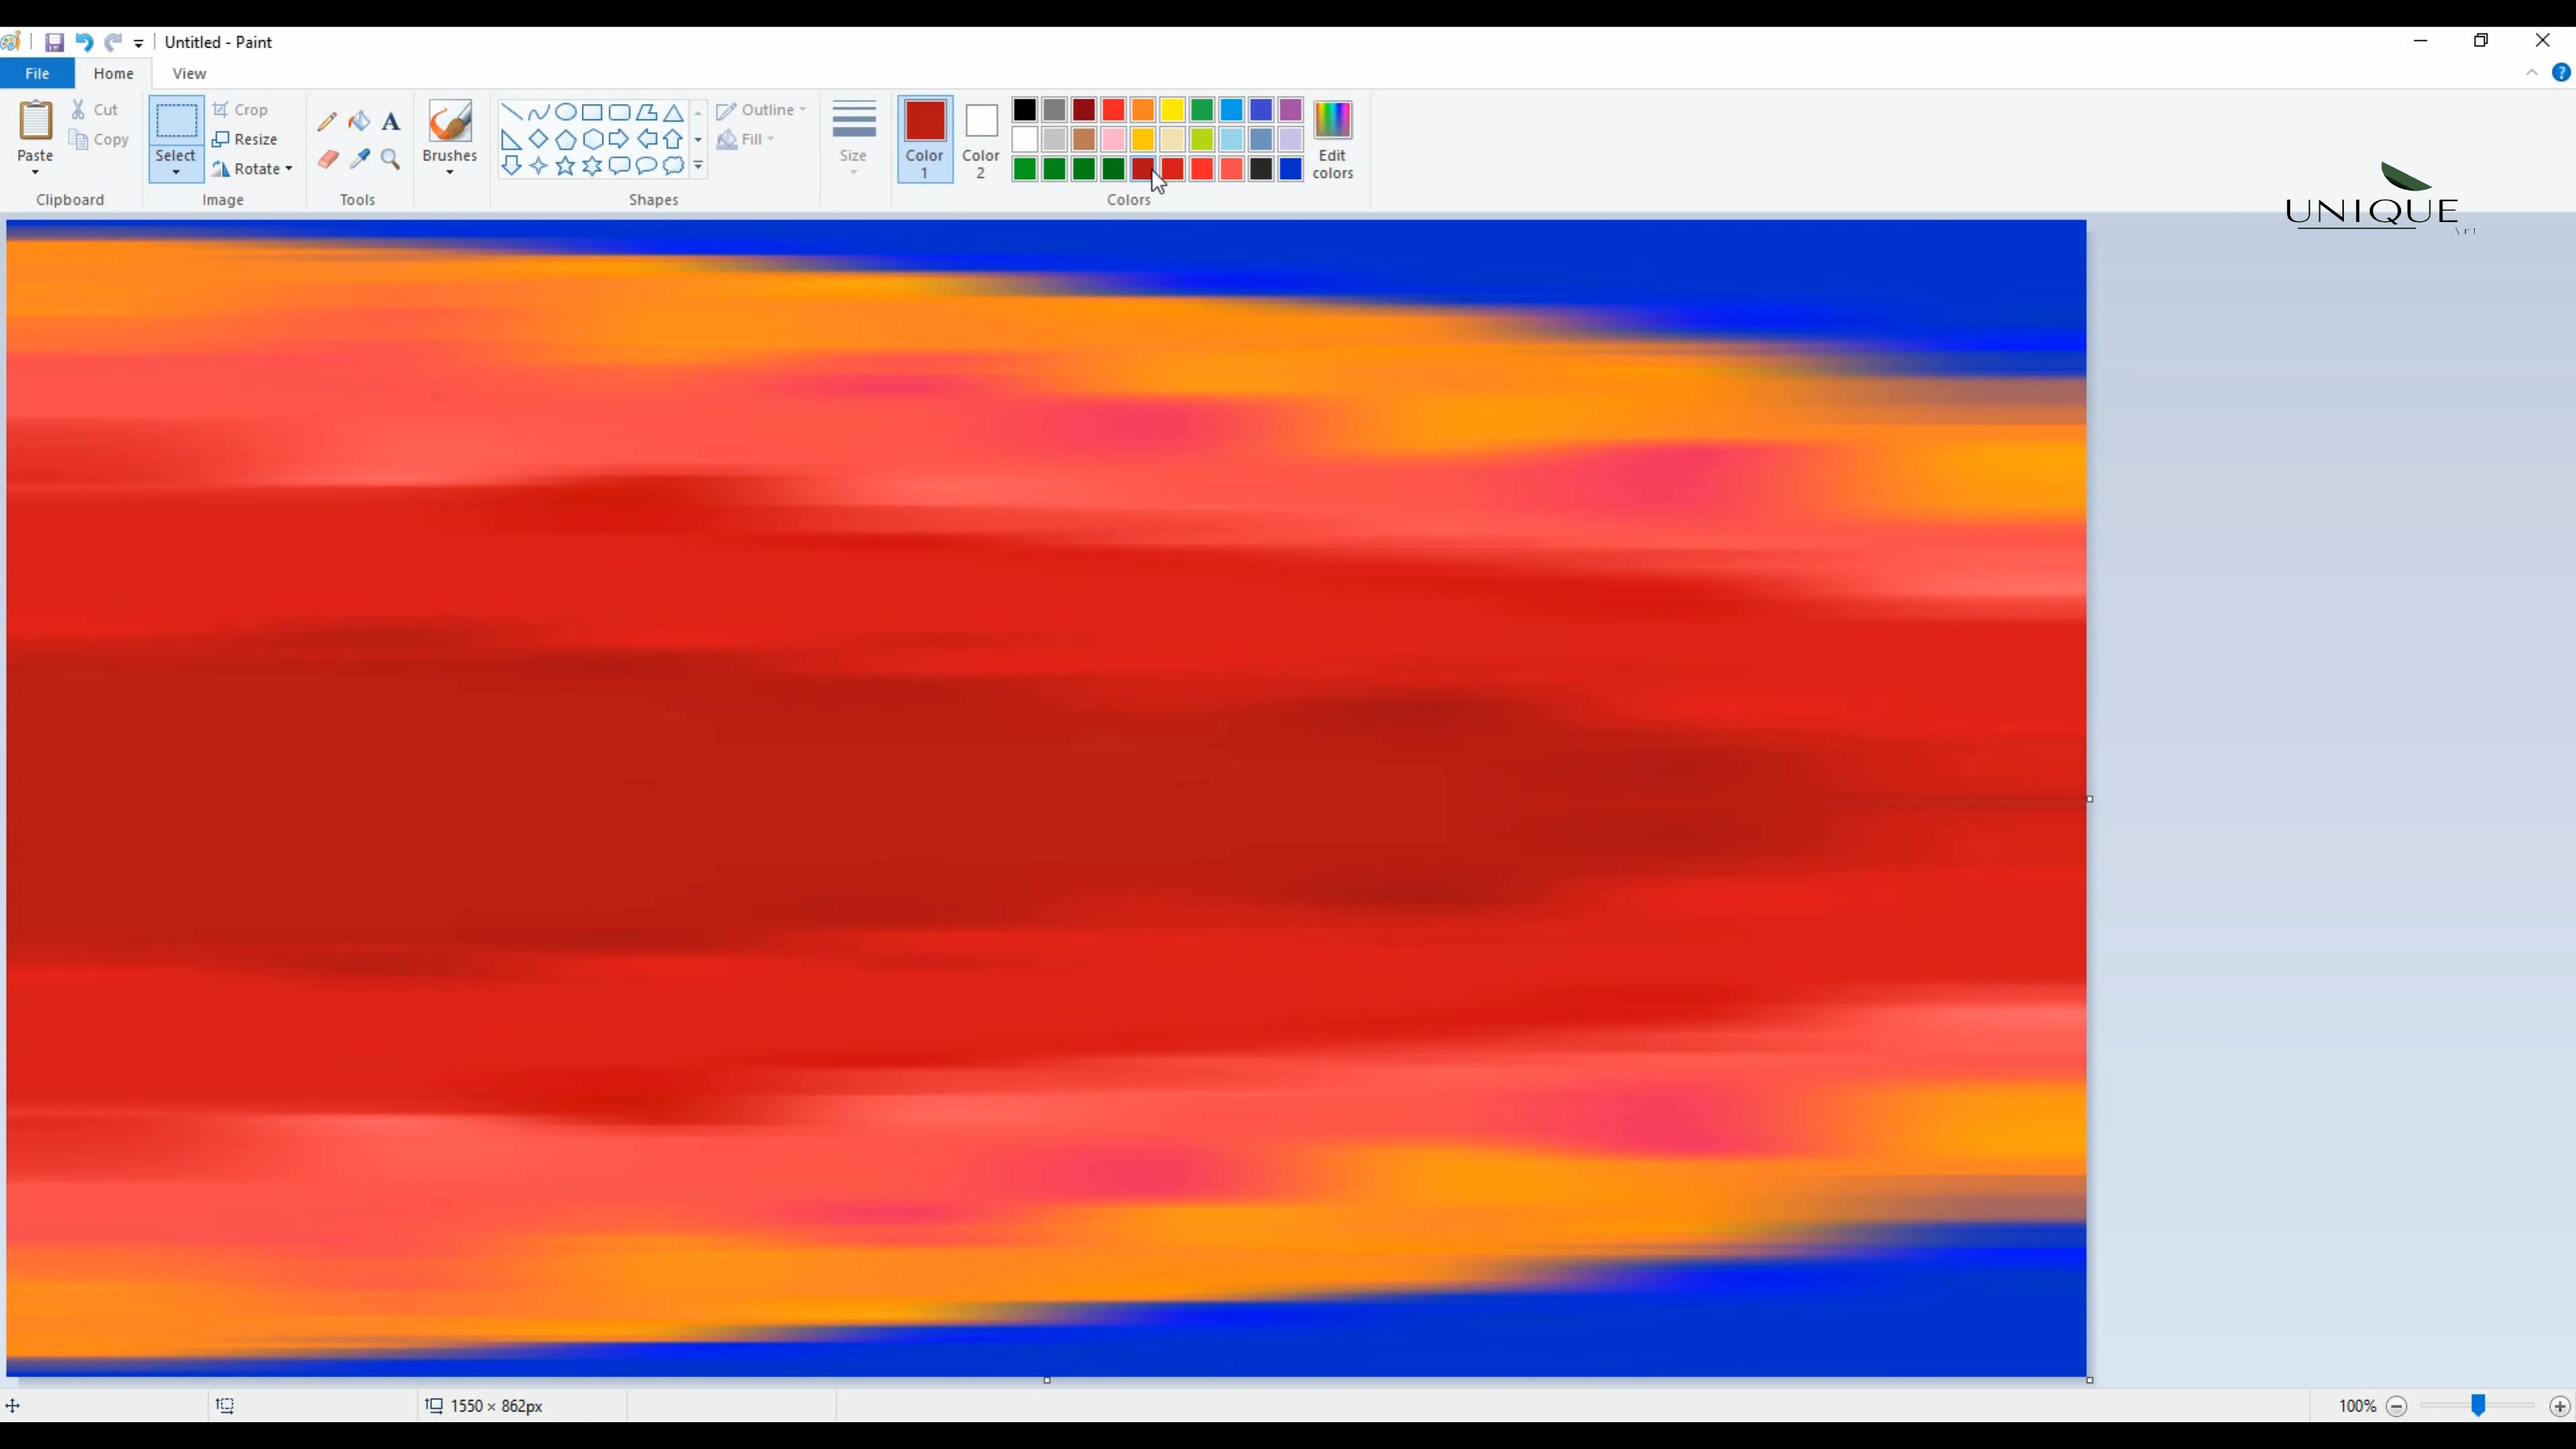 Untitled - Paint
File Home View
Paste Cut Copy Select Crop Resize Rotate Brushes Outline Fill Size Color 1 Color 2 Edit colors
Clipboard Image Tools Shapes Colors
A
UNIQUE
Art
1550 × 862px 100%